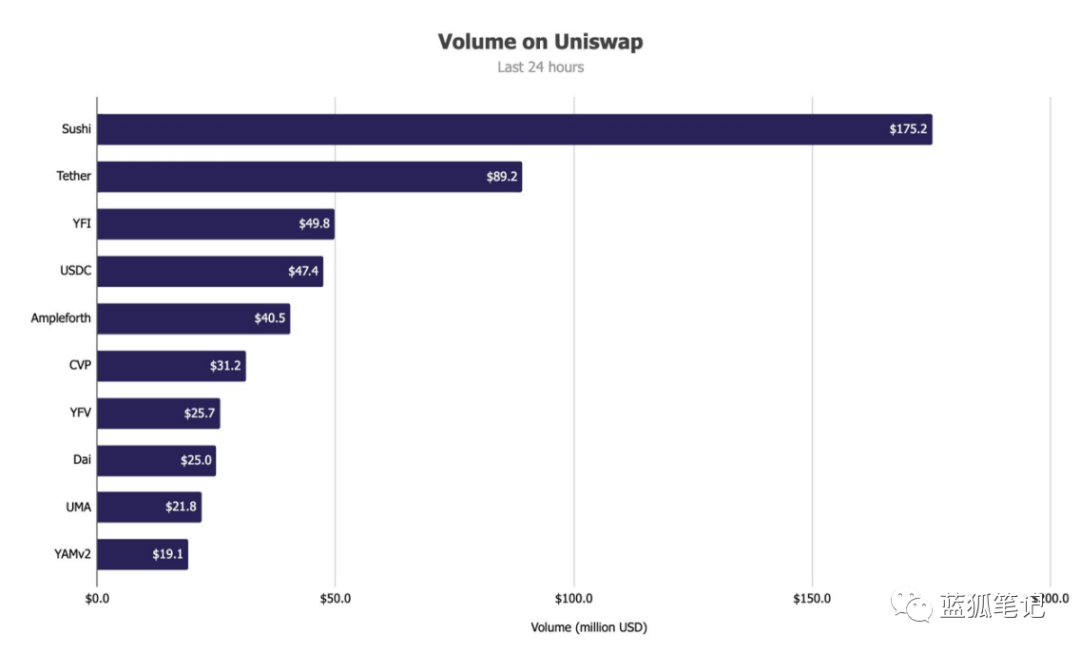 Volume on Uniswap
Last 24 hours
Sushi $175.2
Tether $89.2
YFI $49.8
USDC $47.4
Ampleforth $40.5
CVP $31.2
YFV $25.7
Dai $25.0
UMA $21.8
YAMv2 $19.1
$0.0 $50.0 $100.0 $150.0 $200.0
Volume (million USD)
蓝狐笔记